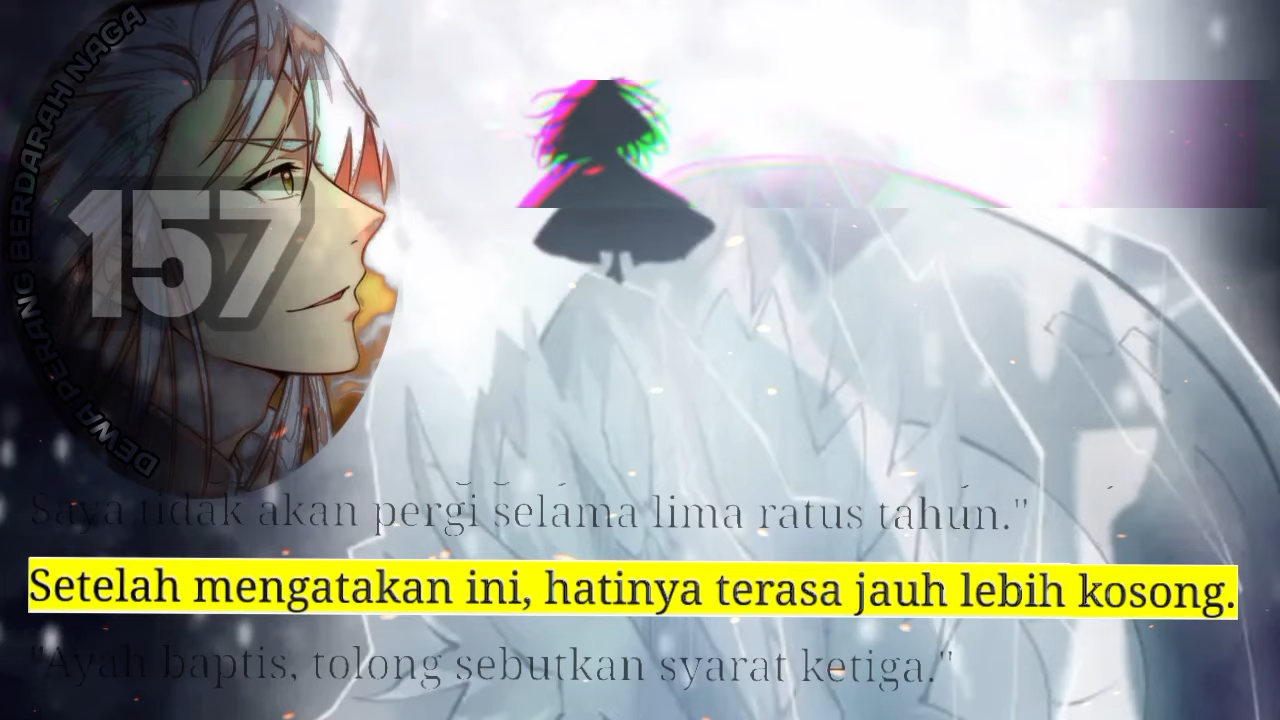 DEWA PERANG BERDARAH NAGA
157
Saya tidak akan pergi selama lima ratus tahun."
Setelah mengatakan ini, hatinya terasa jauh lebih kosong.
"Ayah baptis, tolong sebutkan syarat ketiga."